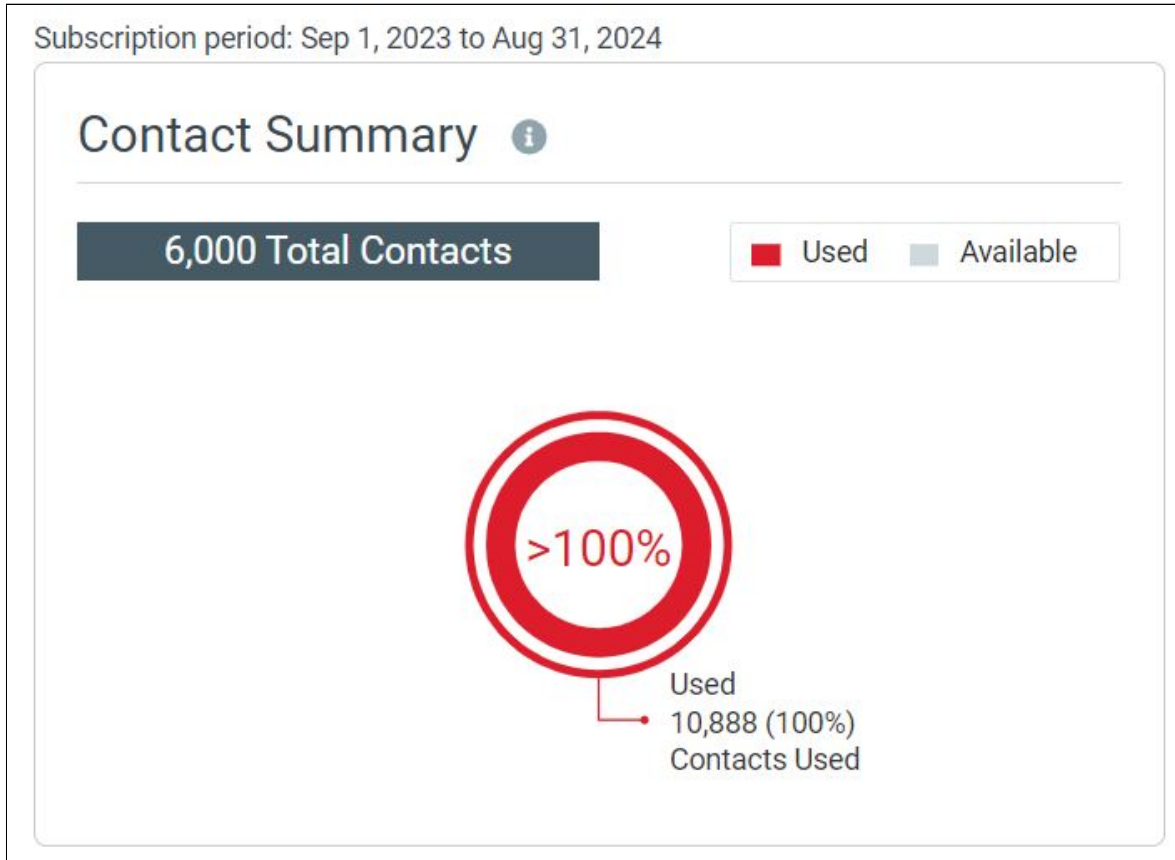 Subscription period: Sep 1, 2023 to Aug 31, 2024
Contact Summary
6,000 Total Contacts
Used
Available
>100%
Used
10,888 (100%)
Contacts Used